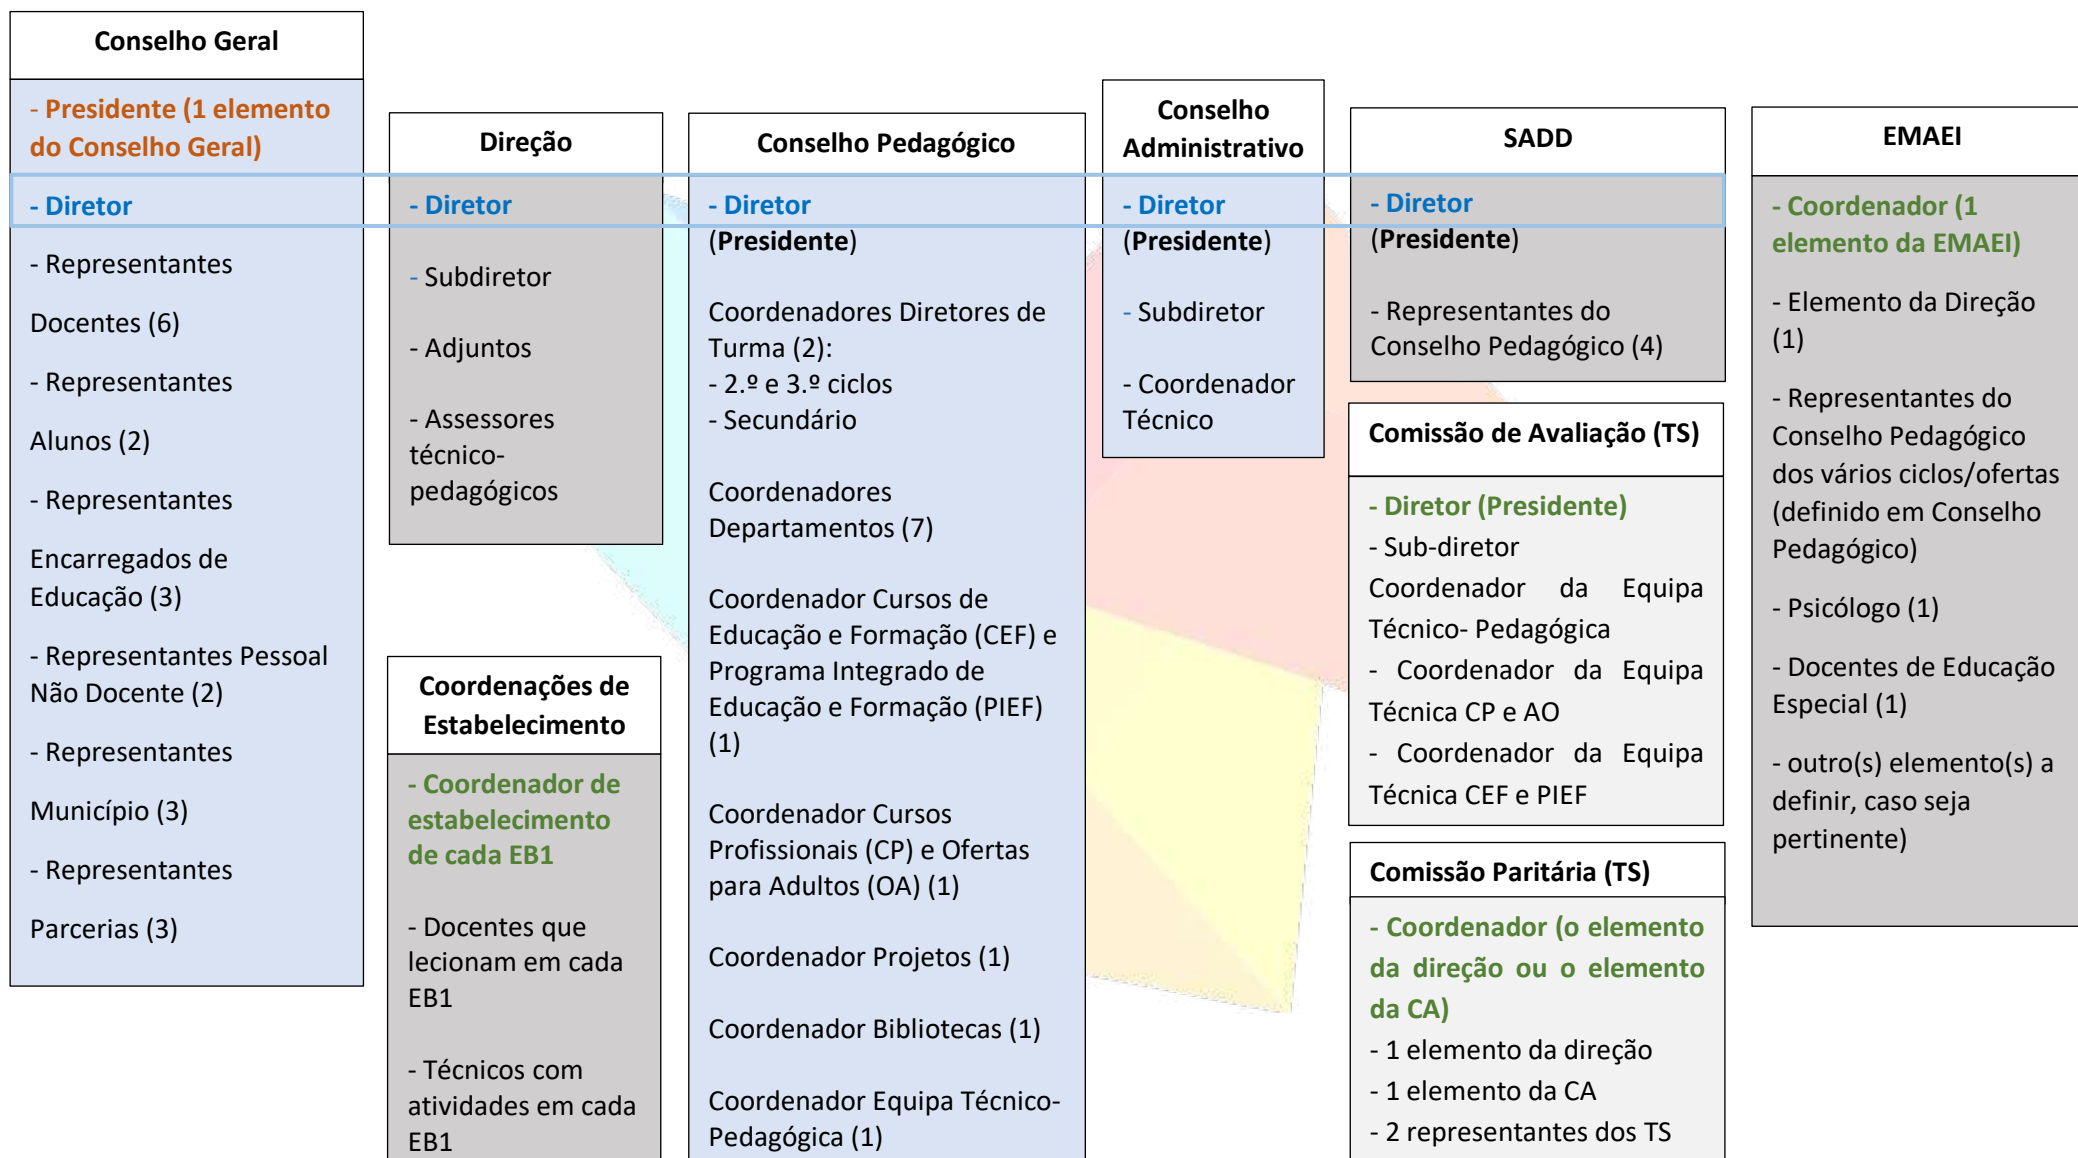 Conselho Geral
- Presidente (1 elemento
do Conselho Geral)
- Diretor
- Representantes
Docentes (6)
- Representantes
Alunos (2)
- Representantes
Encarregados de
Educação (3)
- Representantes Pessoal
Não Docente (2)
- Representantes
Município (3)
- Representantes
Parcerias (3)
Direção
- Diretor
- Subdiretor
- Adjuntos
- Assessores
técnico-
pedagógicos
Coordenações de
Estabelecimento
- Coordenador de
estabelecimento
de cada EB1
- Docentes que
lecionam em cada
EB1
- Técnicos com
atividades em cada
EB1
Conselho Pedagógico
- Diretor
(Presidente)
Coordenadores Diretores de
Turma (2):
- 2.º e 3.º ciclos
- Secundário
Coordenadores
Departamentos (7)
Coordenador Cursos de
Educação e Formação (CEF) e
Programa Integrado de
Educação e Formação (PIEF)
(1)
Coordenador Cursos
Profissionais (CP) e Ofertas
para Adultos (OA) (1)
Coordenador Projetos (1)
Coordenador Bibliotecas (1)
Coordenador Equipa Técnico-
Pedagógica (1)
Conselho
Administrativo
- Diretor
(Presidente)
- Subdiretor
- Coordenador
Técnico
SADD
- Diretor
(Presidente)
- Representantes do
Conselho Pedagógico (4)
Comissão de Avaliação (TS)
- Diretor (Presidente)
- Sub-diretor
Coordenador da Equipa
Técnico- Pedagógica
- Coordenador da Equipa
Técnica CP e AO
- Coordenador da Equipa
Técnica CEF e PIEF
Comissão Paritária (TS)
- Coordenador (o elemento
da direção ou o elemento
da CA)
- 1 elemento da direção
- 1 elemento da CA
- 2 representantes dos TS
EMAEI
- Coordenador (1
elemento da EMAEI)
- Elemento da Direção
(1)
- Representantes do
Conselho Pedagógico
dos vários ciclos/ofertas
(definido em Conselho
Pedagógico)
- Psicólogo (1)
- Docentes de Educação
Especial (1)
- outro(s) elemento(s) a
definir, caso seja
pertinente)